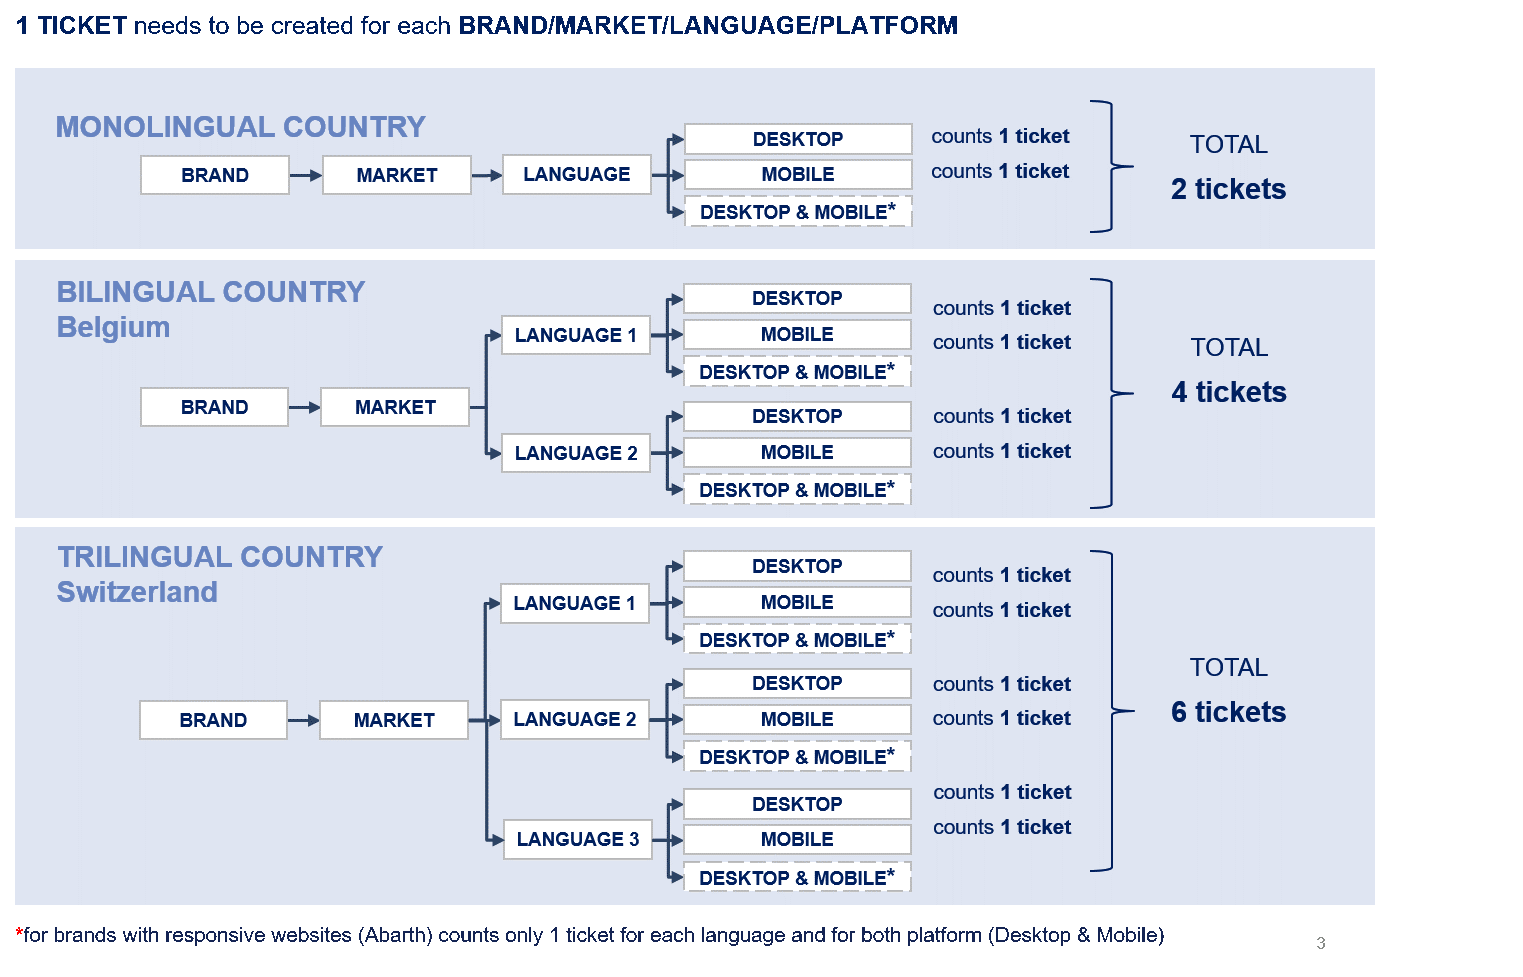 1 TICKET needs to be created for each BRAND/MARKET/LANGUAGE/PLATFORM
MONOLINGUAL COUNTRY
BRAND
MARKET
LANGUAGE
DESKTOP
MOBILE
DESKTOP & MOBILE*
counts 1 ticket
counts 1 ticket
TOTAL
2 tickets
BILINGUAL COUNTRY
Belgium
BRAND
MARKET
LANGUAGE 1
DESKTOP
MOBILE
DESKTOP & MOBILE*
counts 1 ticket
counts 1 ticket
LANGUAGE 2
DESKTOP
MOBILE
DESKTOP & MOBILE*
counts 1 ticket
counts 1 ticket
TOTAL
4 tickets
TRILINGUAL COUNTRY
Switzerland
BRAND
MARKET
LANGUAGE 1
DESKTOP
MOBILE
DESKTOP & MOBILE*
counts 1 ticket
counts 1 ticket
LANGUAGE 2
DESKTOP
MOBILE
DESKTOP & MOBILE*
counts 1 ticket
counts 1 ticket
LANGUAGE 3
DESKTOP
MOBILE
DESKTOP & MOBILE*
counts 1 ticket
counts 1 ticket
TOTAL
6 tickets
*for brands with responsive websites (Abarth) counts only 1 ticket for each language and for both platform (Desktop & Mobile)
3